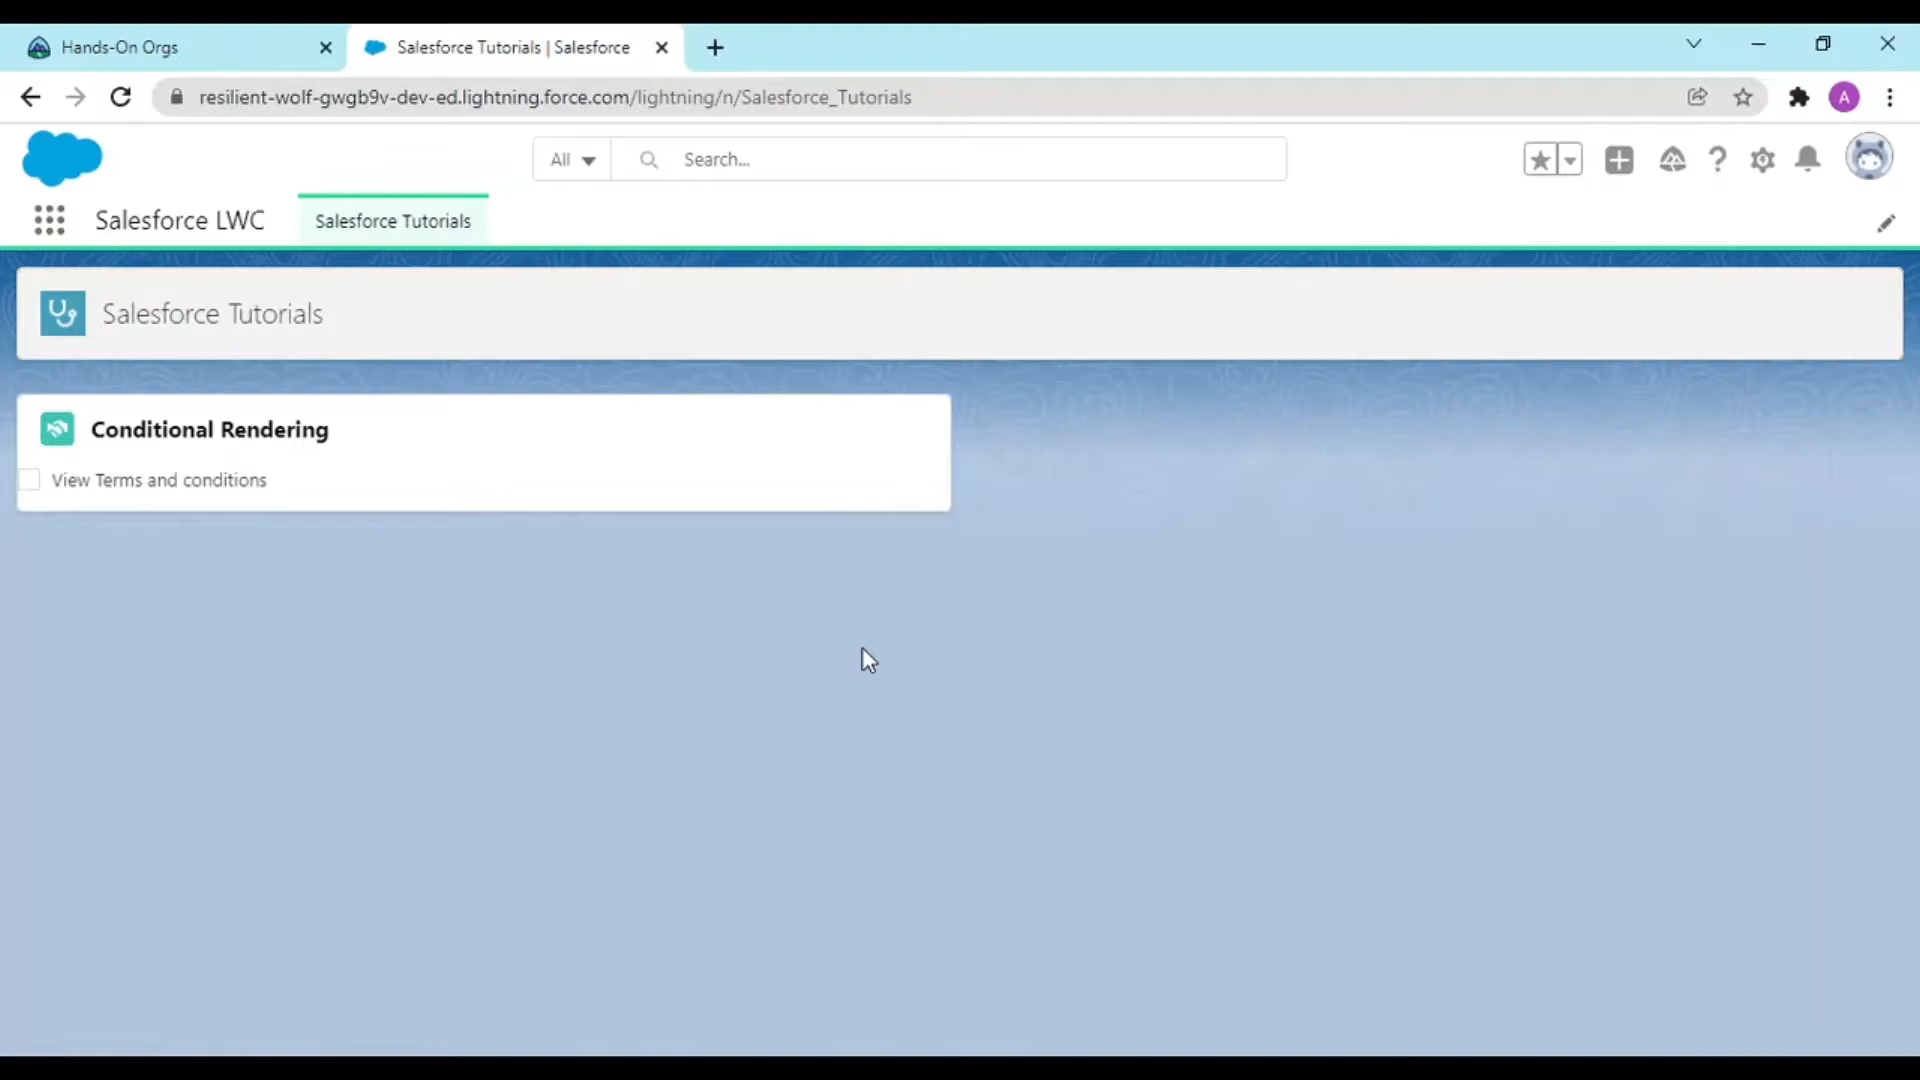 Hands-On Orgs
Salesforce Tutorials | Salesforce
resilient-wolf-gwgb9v-dev-ed.lightning.force.com/lightning/n/Salesforce_Tutorials
A
All
Search...
Salesforce LWC
Salesforce Tutorials
Salesforce Tutorials
Conditional Rendering
View Terms and conditions